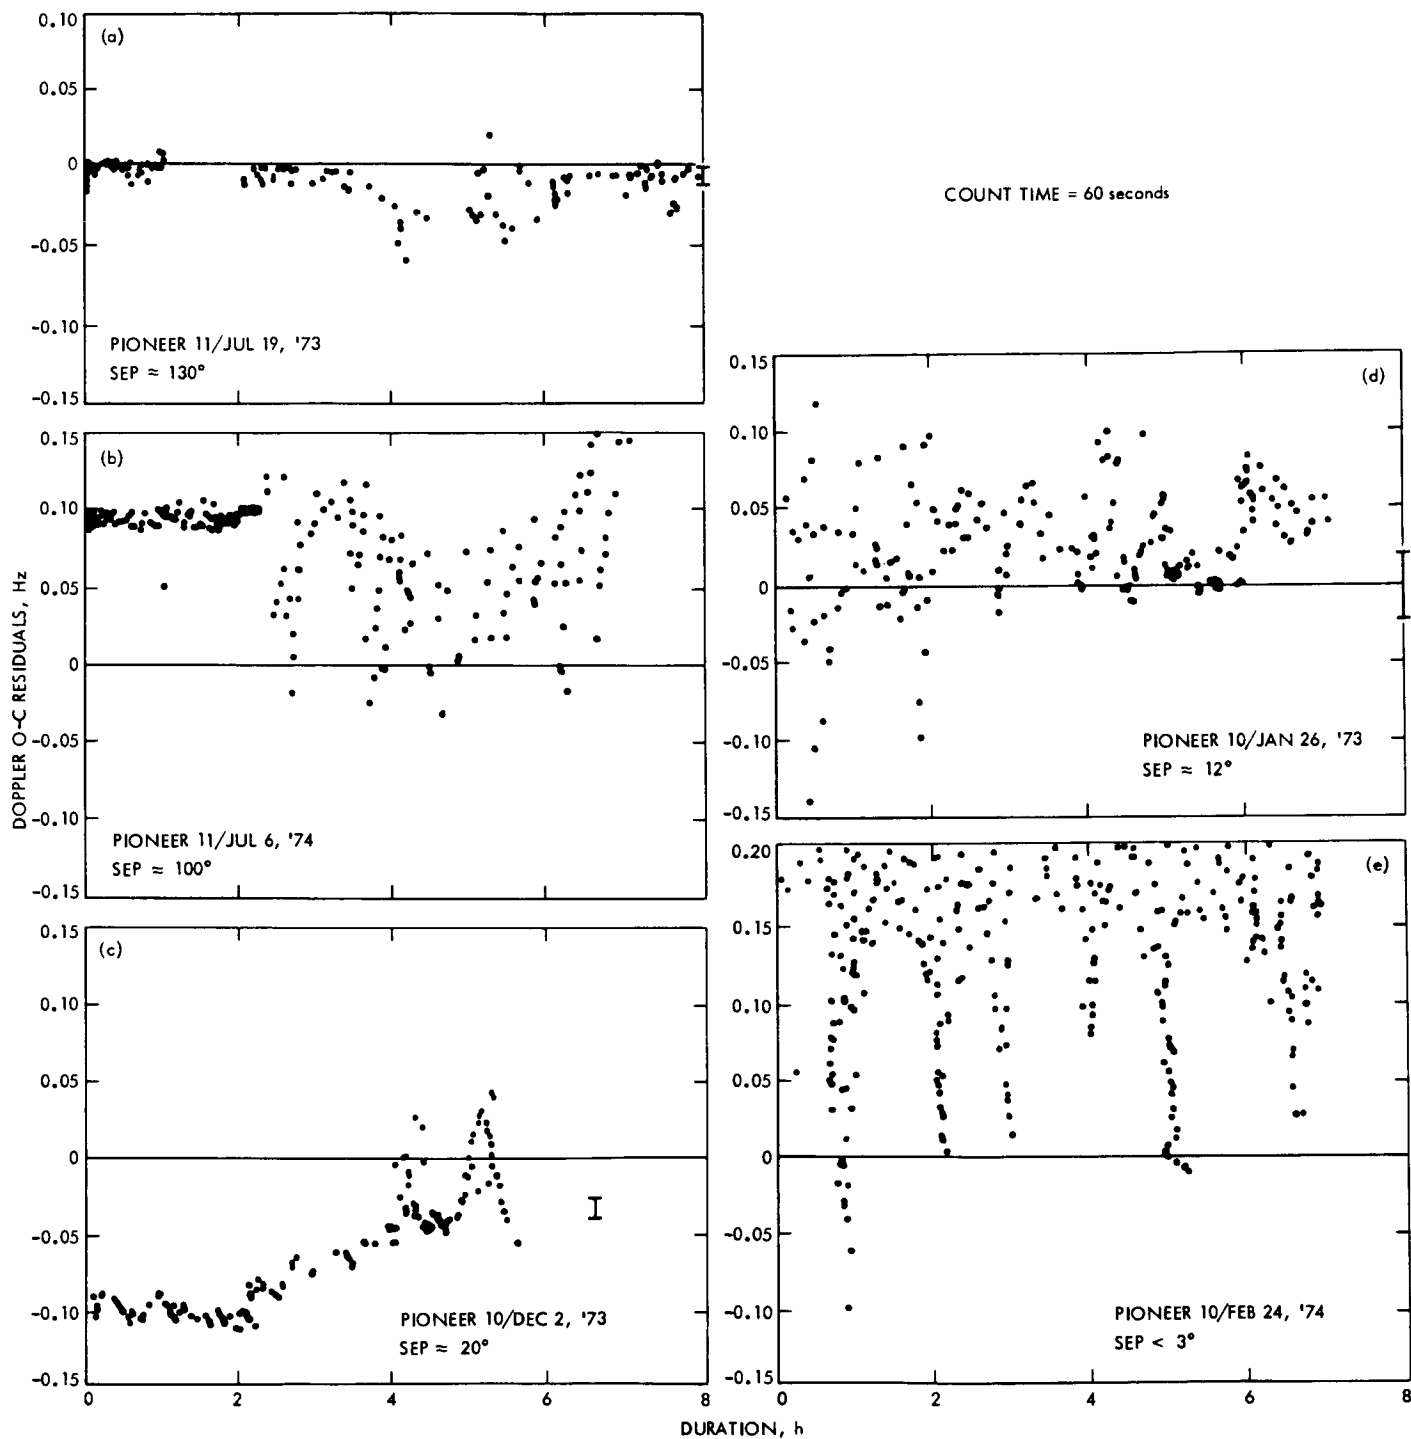 0.10
(a)
0.05
0
-0.05
-0.10
-0.15
PIONEER 11/JUL 19, '73
SEP ≈ 130°
COUNT TIME = 60 seconds
0.15
(b)
0.10
0.05
0
-0.05
-0.10
-0.15
PIONEER 11/JUL 6, '74
SEP ≈ 100°
DOPPLER O-C RESIDUALS, Hz
0.15
(c)
0.10
0.05
0
-0.05
-0.10
-0.15
PIONEER 10/DEC 2, '73
SEP ≈ 20°
0 2 4 6 8
0.15
(d)
0.10
0.05
0
-0.05
-0.10
-0.15
PIONEER 10/JAN 26, '73
SEP ≈ 12°
0.20
(e)
0.15
0.10
0.05
0
-0.05
-0.10
-0.15
PIONEER 10/FEB 24, '74
SEP < 3°
0 2 4 6 8
DURATION, h